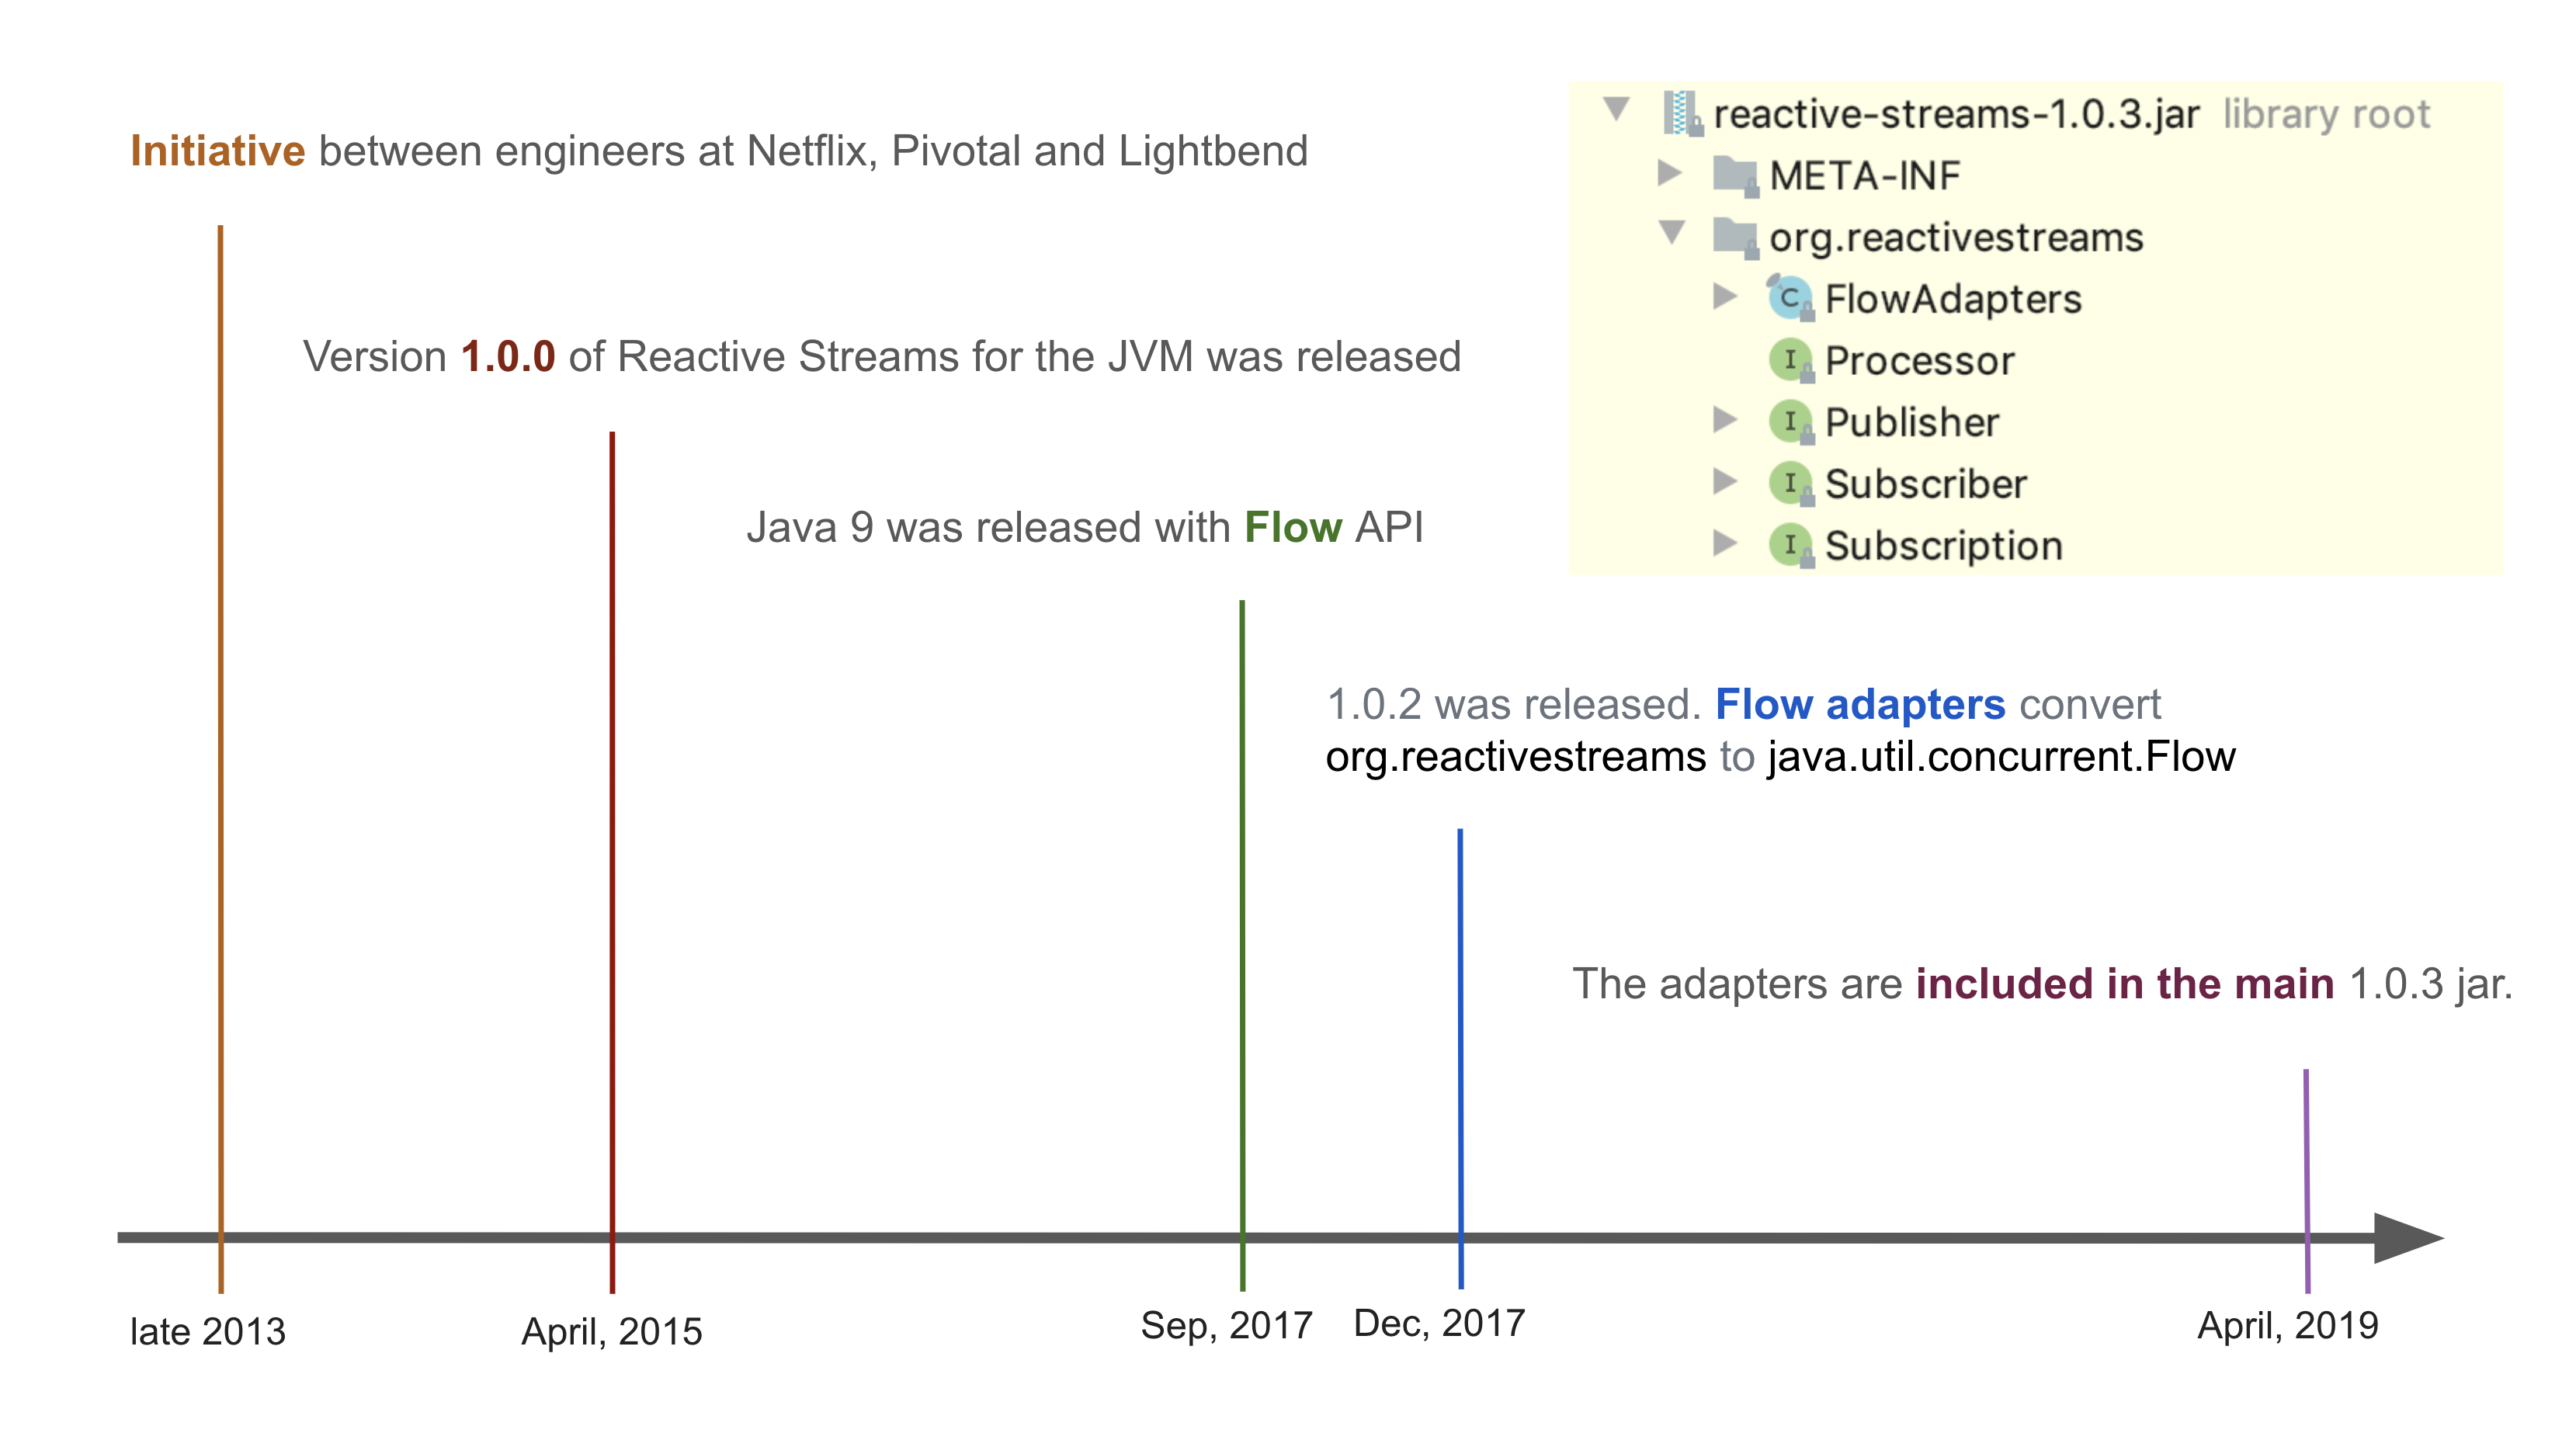 Initiative between engineers at Netflix, Pivotal and Lightbend
reactive-streams-1.0.3.jar library root
META-INF
org.reactivestreams
C FlowAdapters
I Processor
I Publisher
I Subscriber
I Subscription
Version 1.0.0 of Reactive Streams for the JVM was released
Java 9 was released with Flow API
1.0.2 was released. Flow adapters convert
org.reactivestreams to java.util.concurrent.Flow
The adapters are included in the main 1.0.3 jar.
late 2013
April, 2015
Sep, 2017
Dec, 2017
April, 2019